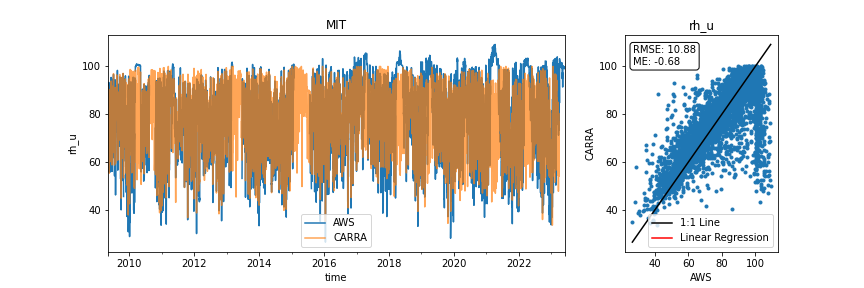 MIT
rh_u
100
80
60
40
2010
2012
2014
2016
2018
2020
2022
time
AWS
CARRA
rh_u
CARRA
100
80
60
40
40
60
80
100
AWS
RMSE: 10.88
ME: -0.68
1:1 Line
Linear Regression